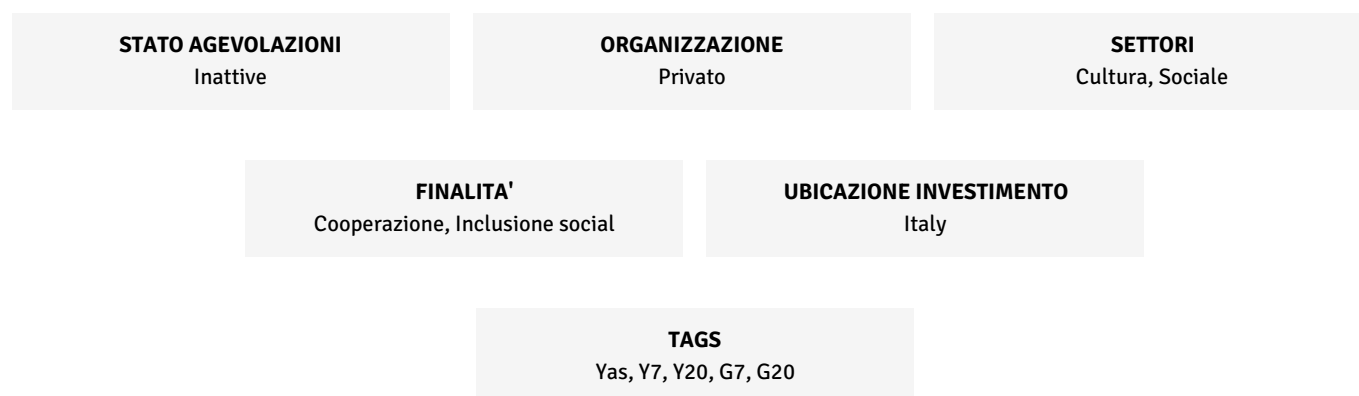 STATO AGEVOLAZIONI
Inattive
ORGANIZZAZIONE
Privato
SETTORI
Cultura, Sociale
FINALITA'
Cooperazione, Inclusione social
UBICAZIONE INVESTIMENTO
Italy
TAGS
Yas, Y7, Y20, G7, G20